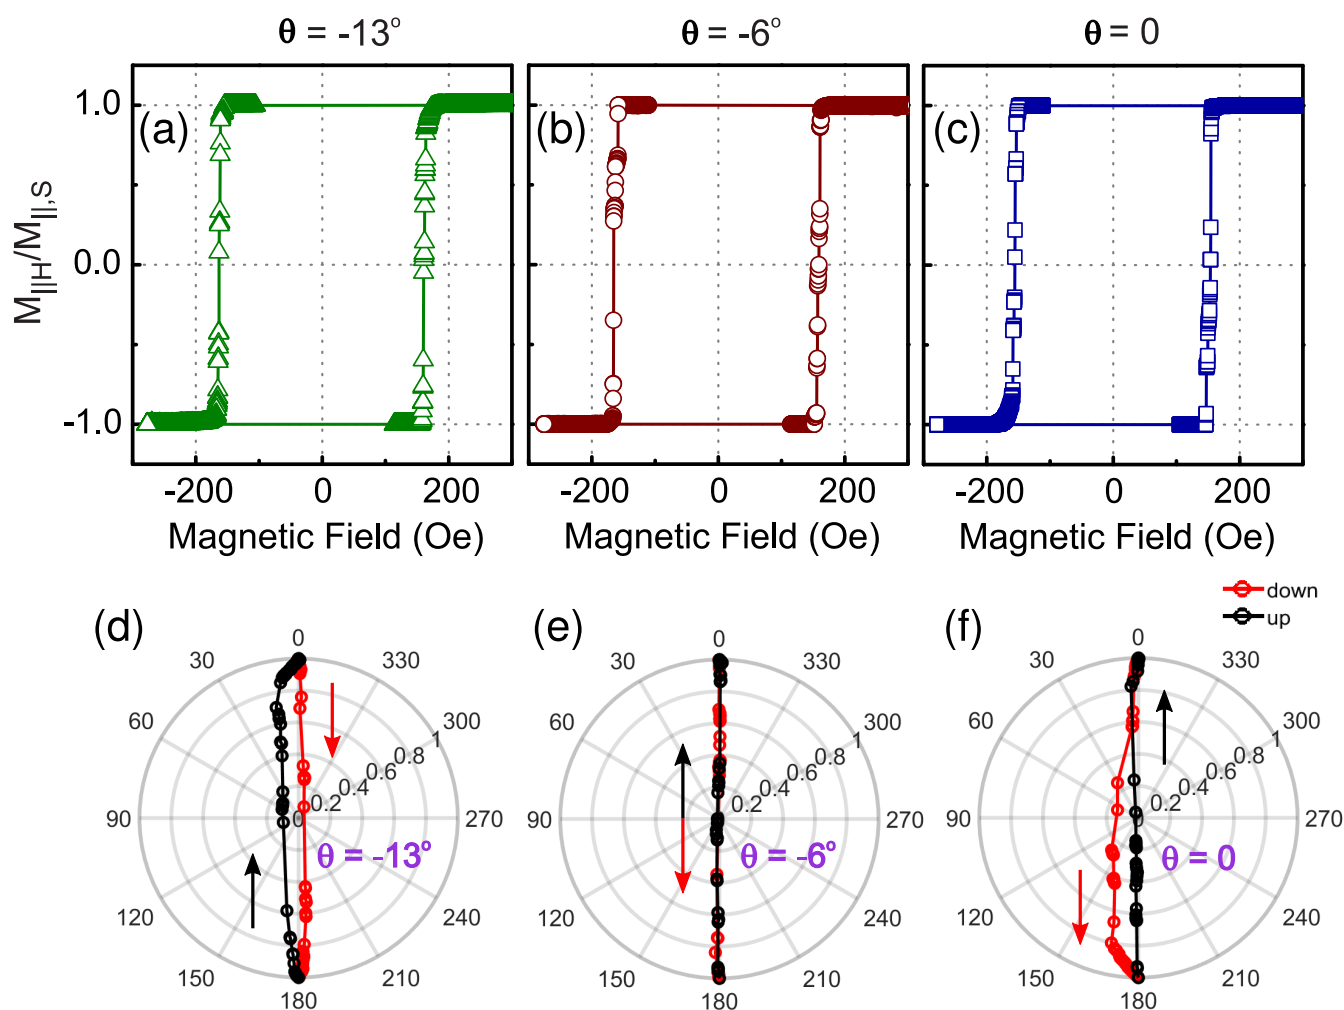 θ = -13°
θ = -6°
θ = 0
M||H/M||,S
1.0
0.0
-1.0
(a)
(b)
(c)
-200 0 200
-200 0 200
-200 0 200
Magnetic Field (Oe)
Magnetic Field (Oe)
Magnetic Field (Oe)
down
up
(d)
0
30 330
60 300
90 270
120 240
150 210
180
0 0.2 0.4 0.6 0.8 1
θ = -13°
(e)
0
30 330
60 300
90 270
120 240
150 210
180
0 0.2 0.4 0.6 0.8 1
θ = -6°
(f)
0
30 330
60 300
90 270
120 240
150 210
180
0 0.2 0.4 0.6 0.8 1
θ = 0